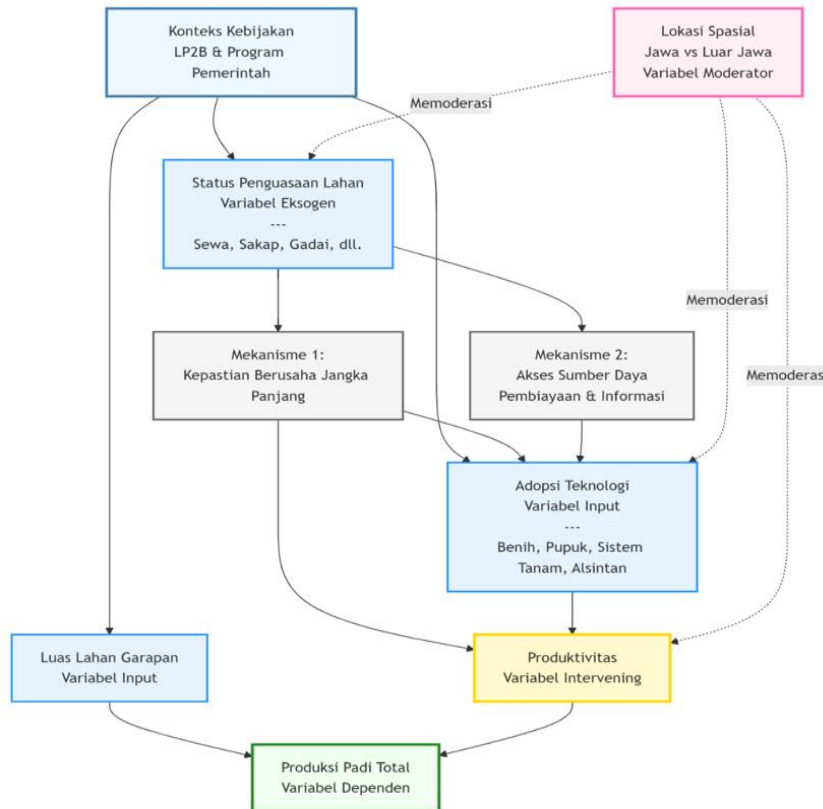 Konteks Kebijakan
LP2B & Program
Pemerintah
Lokasi Spasial
Jawa vs Luar Jawa
Variabel Moderator
Memoderasi
Status Penguasaan Lahan
Variabel Eksogen
---
Sewa, Sakap, Gadai, dll.
Memoderasi
Mekanisme 1:
Kepastian Berusaha Jangka
Panjang
Mekanisme 2:
Akses Sumber Daya
Pembiayaan & Informasi
Memoderasi
Adopsi Teknologi
Variabel Input
---
Benih, Pupuk, Sistem
Tanam, Alsintan
Luas Lahan Garapan
Variabel Input
Produktivitas
Variabel Intervening
Produksi Padi Total
Variabel Dependen